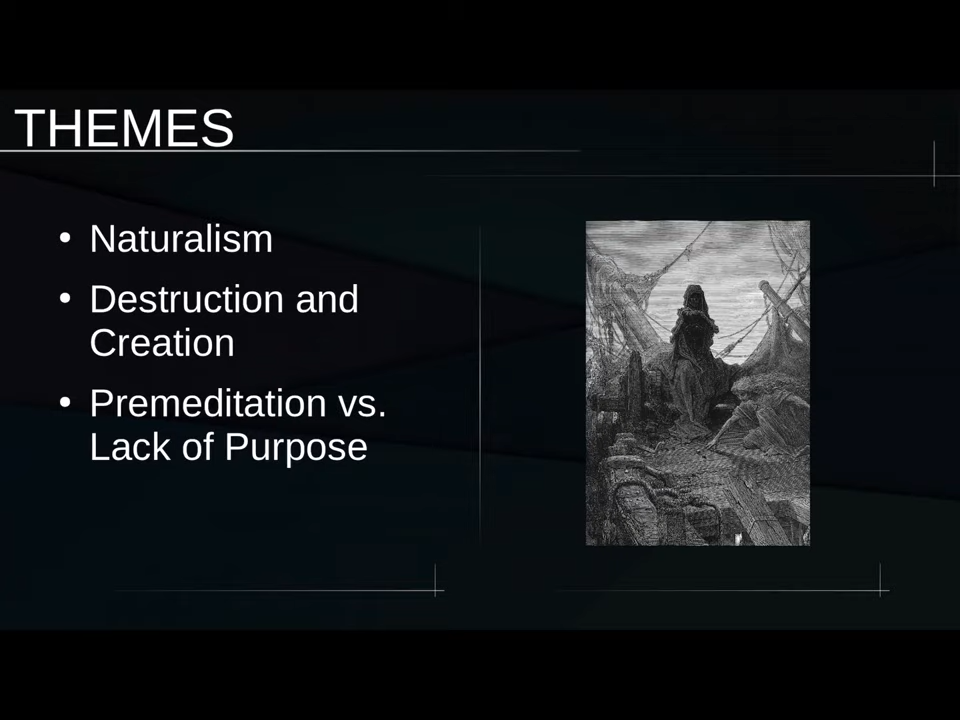 THEMES
• Naturalism
• Destruction and
Creation
• Premeditation vs.
Lack of Purpose